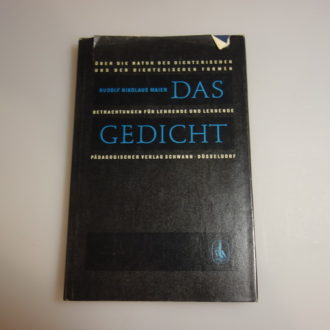 ÜBER DIE NATUR DES DICHTERISCHEN
UND DER DICHTERISCHEN FORMEN
RUDOLF NIKOLAUS MAIER DAS
BETRACHTUNGEN FÜR LEHRENDE UND LERNENDE
GEDICHT
PÄDAGOGISCHER VERLAG SCHWANN · DÜSSELDORF